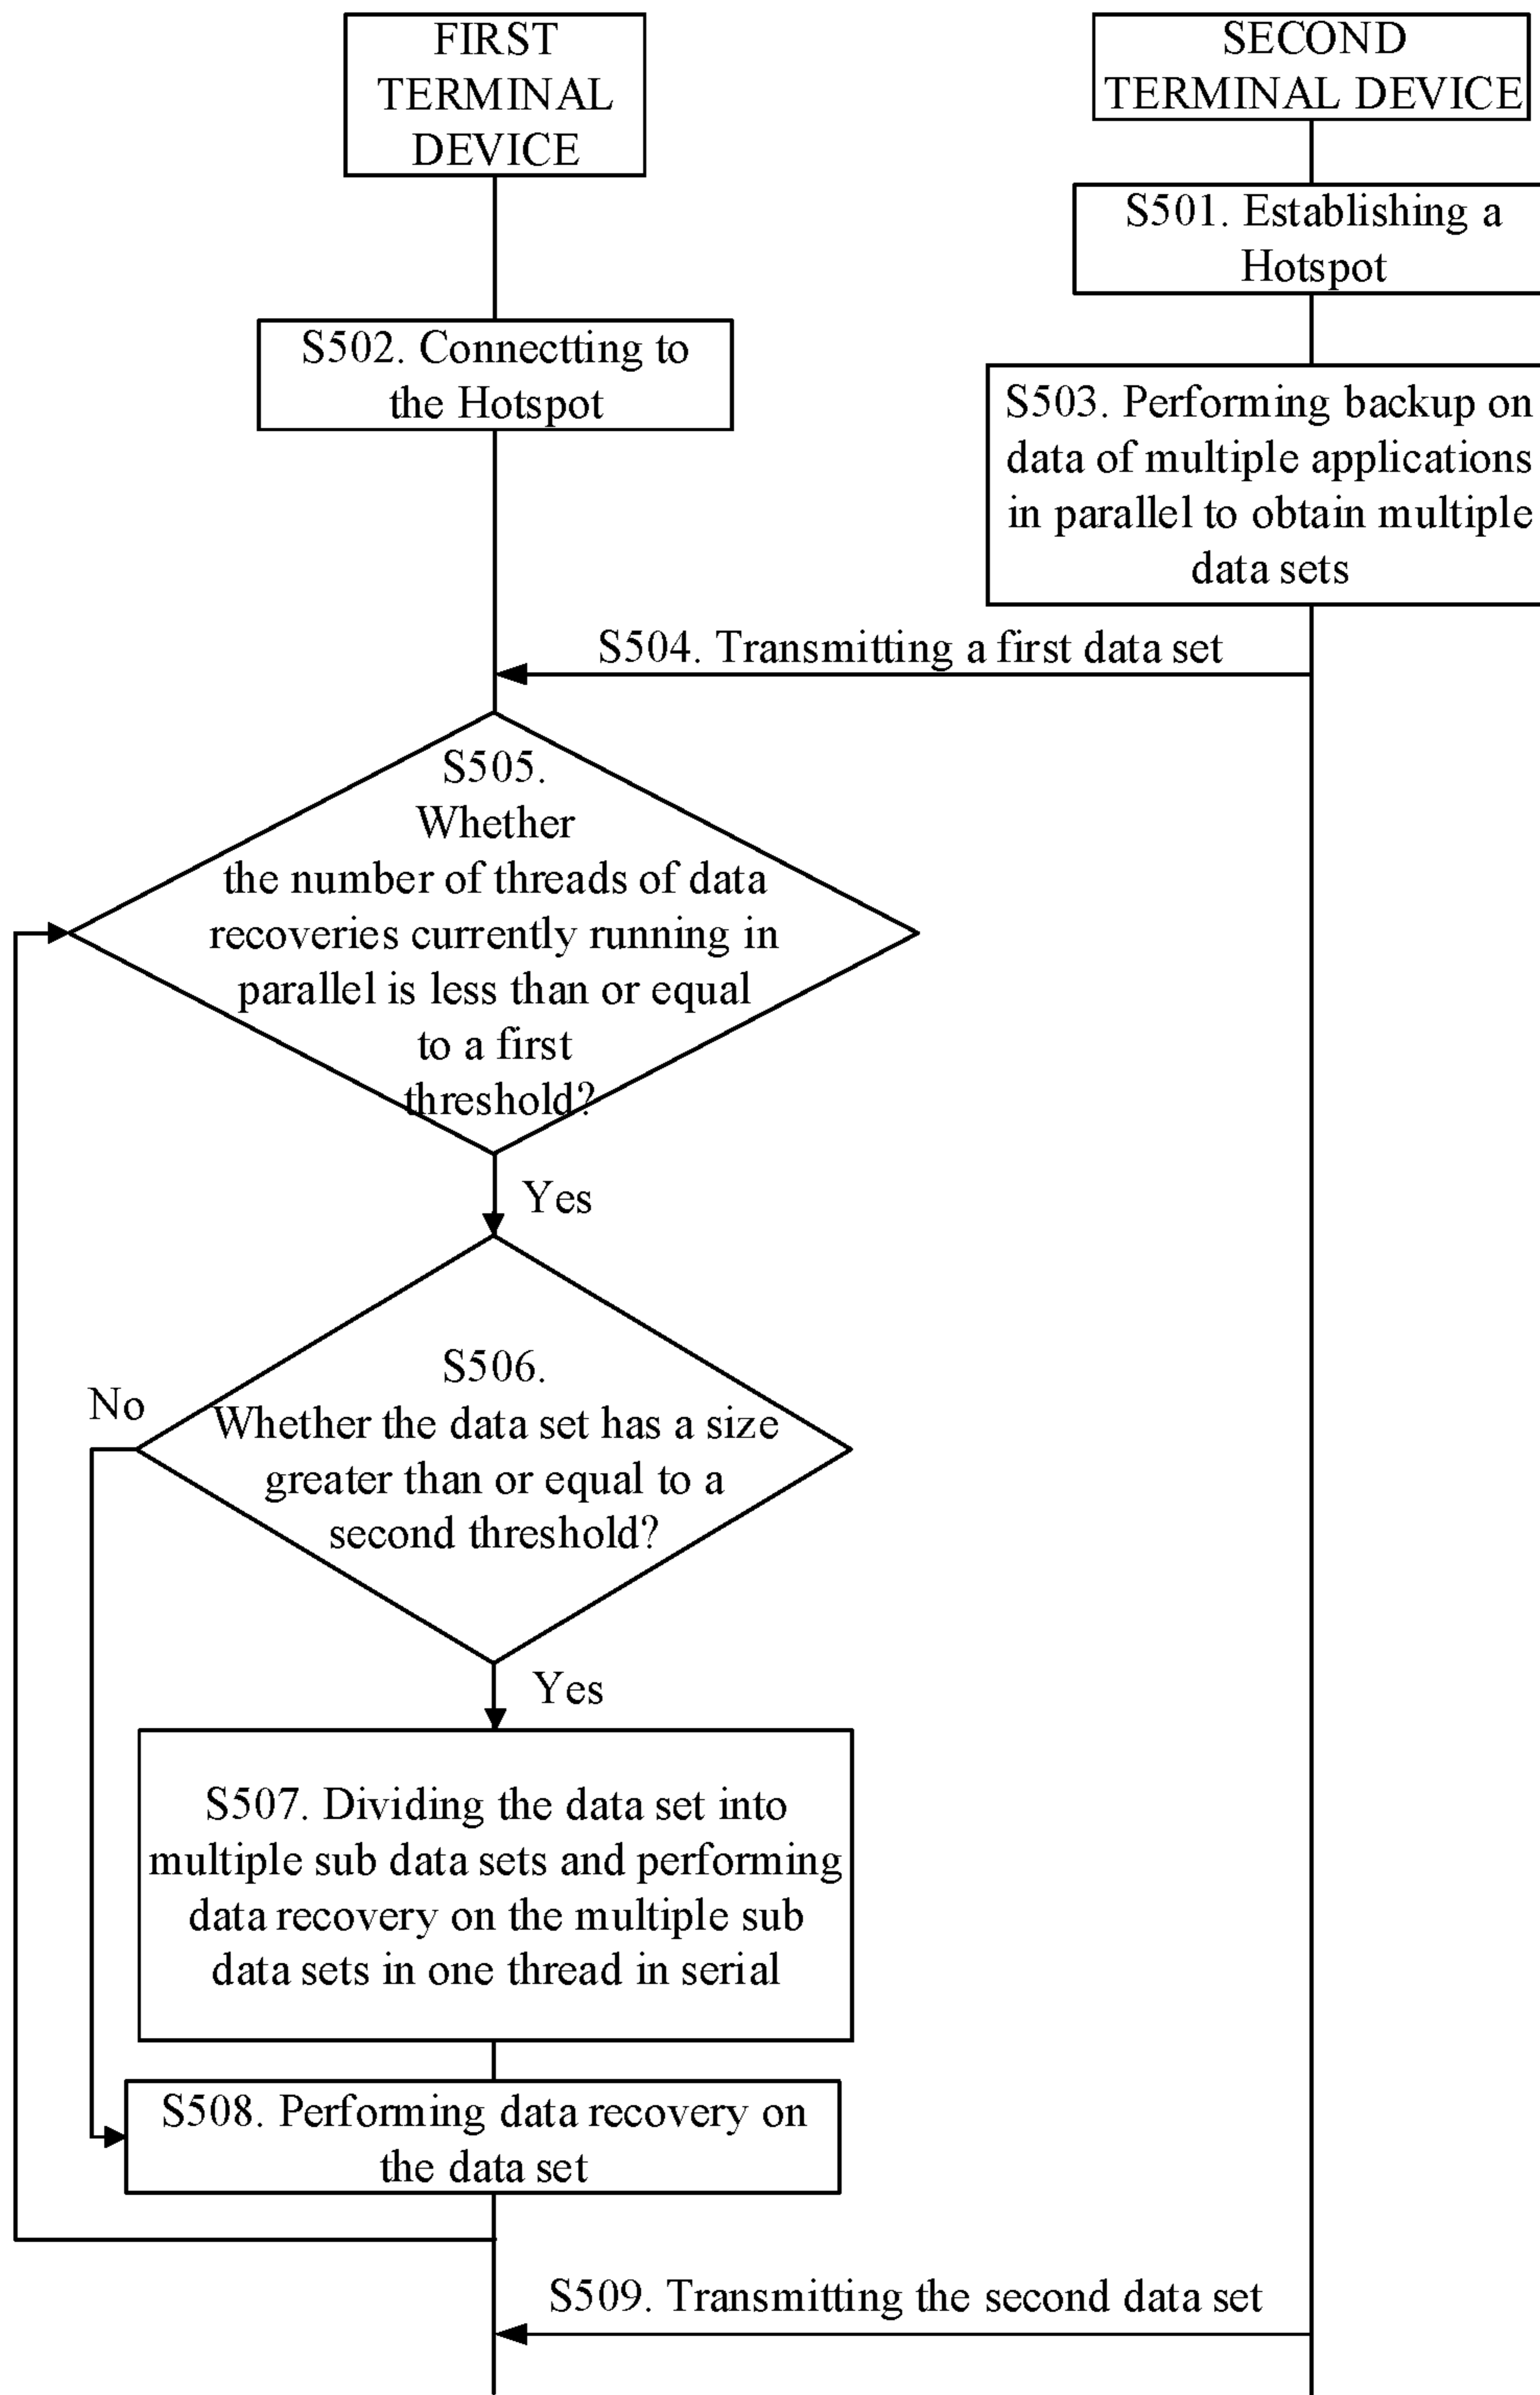 FIRST
TERMINAL
DEVICE
SECOND
TERMINAL DEVICE
S501. Establishing a
Hotspot
S502. Connectting to
the Hotspot
S503. Performing backup on
data of multiple applications
in parallel to obtain multiple
data sets
S504. Transmitting a first data set
S505.
Whether
the number of threads of data
recoveries currently running in
parallel is less than or equal
to a first
threshold?
Yes
S506.
Whether the data set has a size
greater than or equal to a
second threshold?
No
Yes
S507. Dividing the data set into
multiple sub data sets and performing
data recovery on the multiple sub
data sets in one thread in serial
S508. Performing data recovery on
the data set
S509. Transmitting the second data set